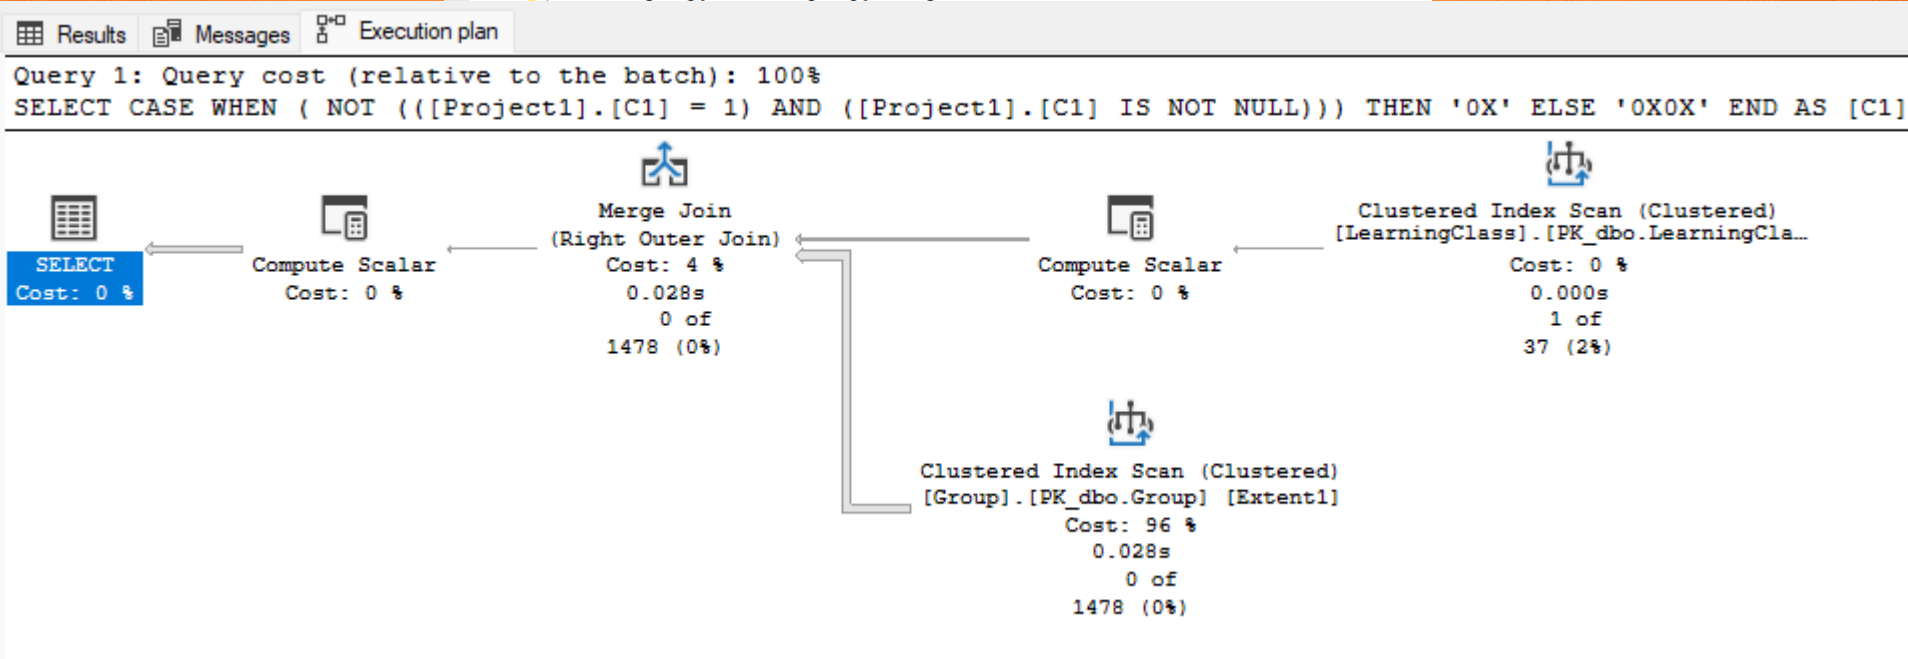 Results Messages Execution plan
Query 1: Query cost (relative to the batch): 100%
SELECT CASE WHEN ( NOT (([Project1].[C1] = 1) AND ([Project1].[C1] IS NOT NULL))) THEN '0X' ELSE '0X0X' END AS [C1]
SELECT
Cost: 0 %
Compute Scalar
Cost: 0 %
Merge Join
(Right Outer Join)
Cost: 4 %
0.028s
0 of
1478 (0%)
Compute Scalar
Cost: 0 %
Clustered Index Scan (Clustered)
[LearningClass].[PK_dbo.LearningCla…
Cost: 0 %
0.000s
1 of
37 (2%)
Clustered Index Scan (Clustered)
[Group].[PK_dbo.Group] [Extent1]
Cost: 96 %
0.028s
0 of
1478 (0%)